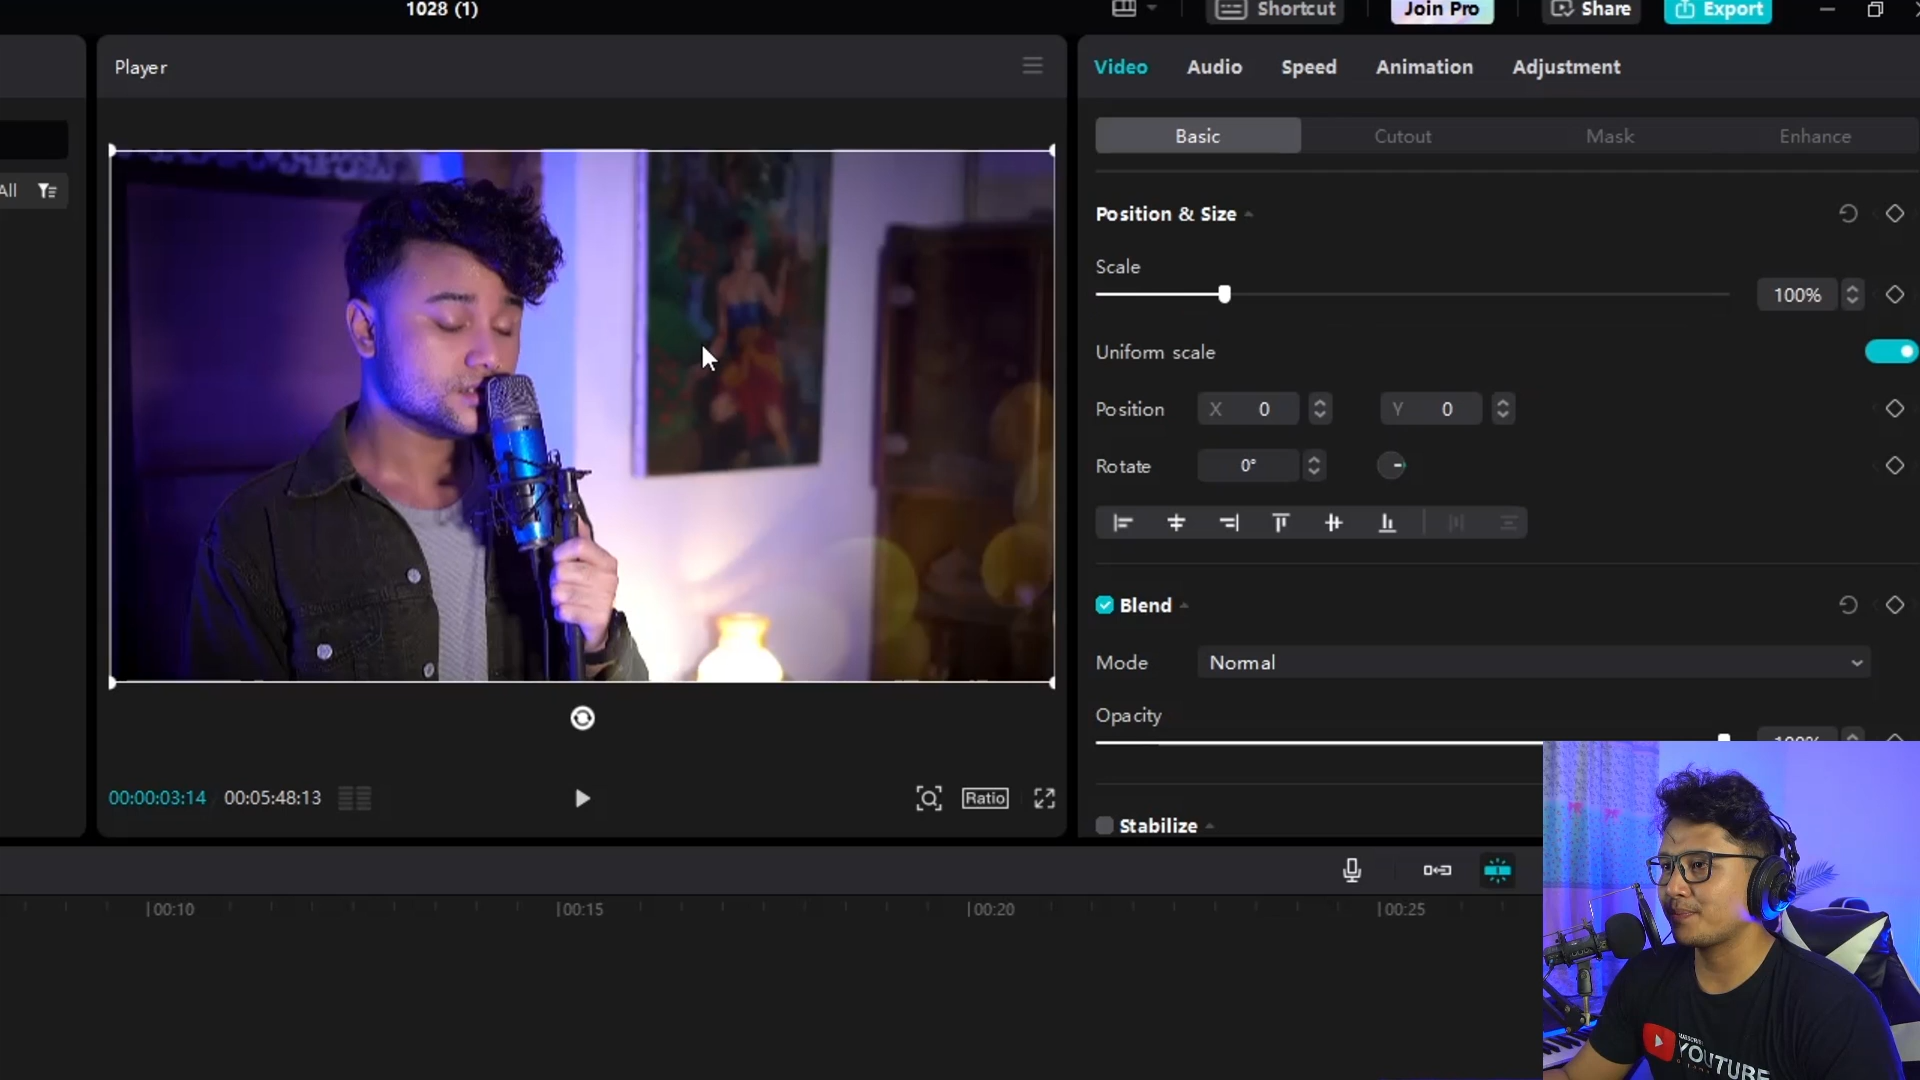 1028 (1)
Shortcut
Join Pro
Share
Export
Player
Video Audio Speed Animation Adjustment
All
Basic Cutout Mask Enhance
Position & Size
Scale
100%
Uniform scale
Position X 0 Y 0
Rotate 0°
Blend
Mode Normal
Opacity
100%
00:00:03:14 00:05:48:13
Ratio
Stabilize
00:10 00:15 00:20 00:25
YOUTUBE